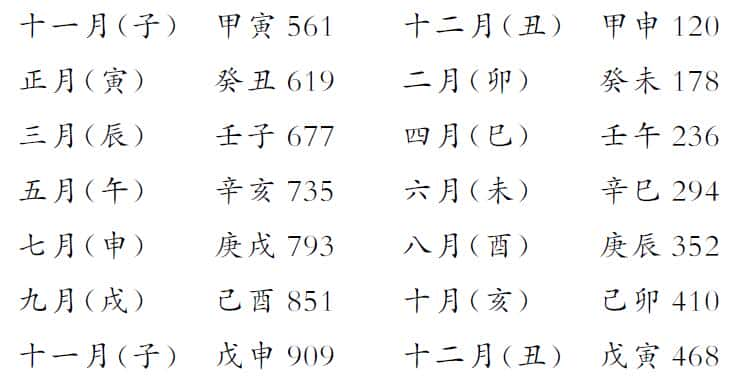 十一月(子) 甲寅 561 十二月(丑) 甲申 120
正月(寅) 癸丑 619 二月(卯) 癸未 178
三月(辰) 壬子 677 四月(巳) 壬午 236
五月(午) 辛亥 735 六月(未) 辛巳 294
七月(申) 庚戌 793 八月(酉) 庚辰 352
九月(戌) 己酉 851 十月(亥) 己卯 410
十一月(子) 戊申 909 十二月(丑) 戊寅 468